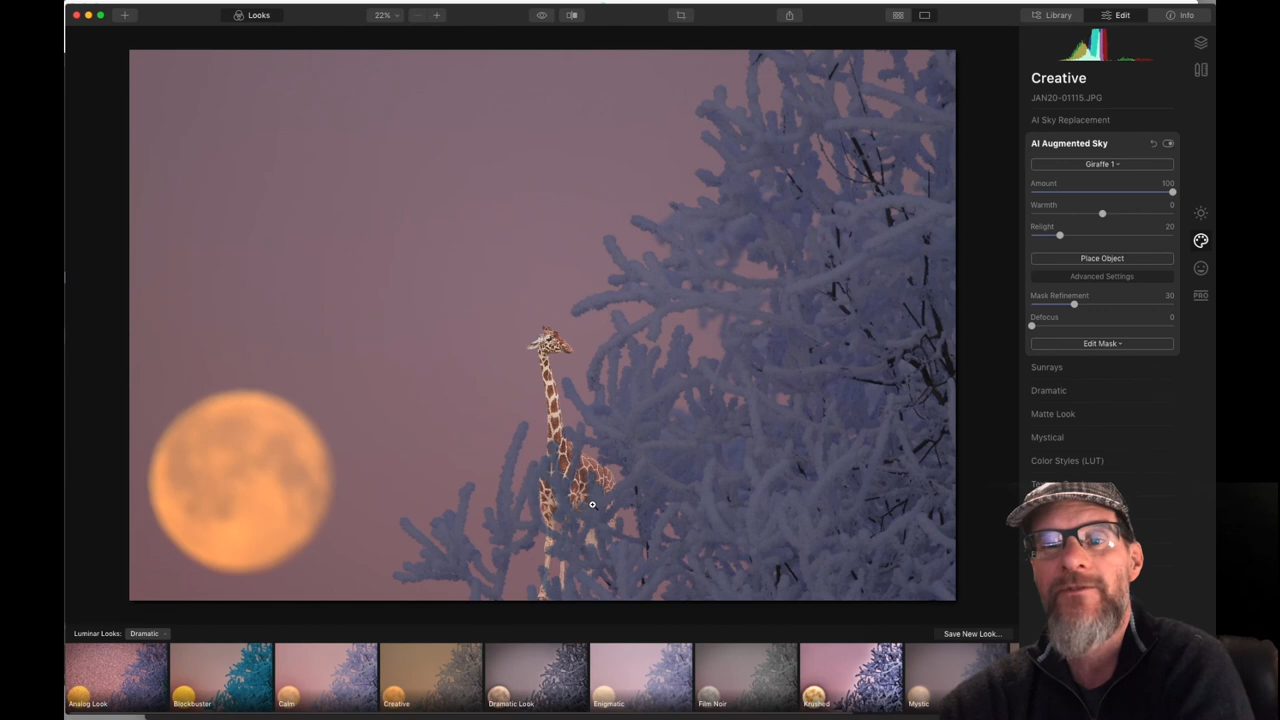 Looks
22%
Library
Edit
Info
Creative
JAN20-01115.JPG
AI Sky Replacement
AI Augmented Sky
Giraffe 1
Amount 100
Warmth 0
Relight 20
Place Object
Advanced Settings
Mask Refinement 30
Defocus 0
Edit Mask
Sunrays
Dramatic
Matte Look
Mystical
Color Styles (LUT)
PRO
Luminar Looks: Dramatic
Save New Look...
Analog Look
Blockbuster
Calm
Creative
Dramatic Look
Enigmatic
Film Noir
Krushed
Mystic